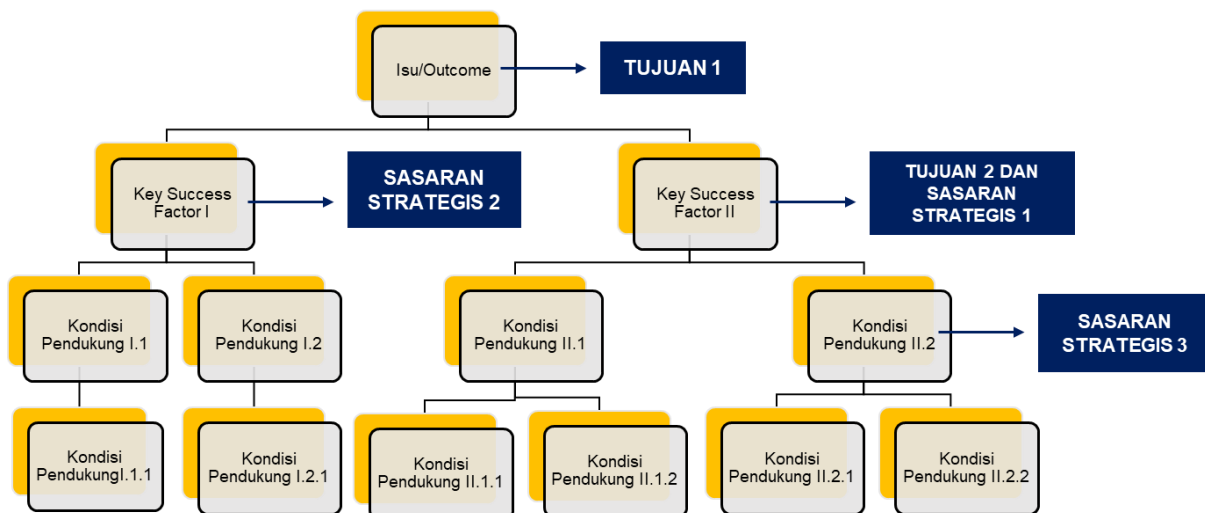 Isu/Outcome
TUJUAN 1
Key Success
Factor I
SASARAN
STRATEGIS 2
Key Success
Factor II
TUJUAN 2 DAN
SASARAN
STRATEGIS 1
Kondisi
Pendukung I.1
Kondisi
Pendukung I.2
Kondisi
Pendukung II.1
Kondisi
Pendukung II.2
SASARAN
STRATEGIS 3
Kondisi
PendukungI.1.1
Kondisi
Pendukung I.2.1
Kondisi
Pendukung II.1.1
Kondisi
Pendukung II.1.2
Kondisi
Pendukung II.2.1
Kondisi
Pendukung II.2.2